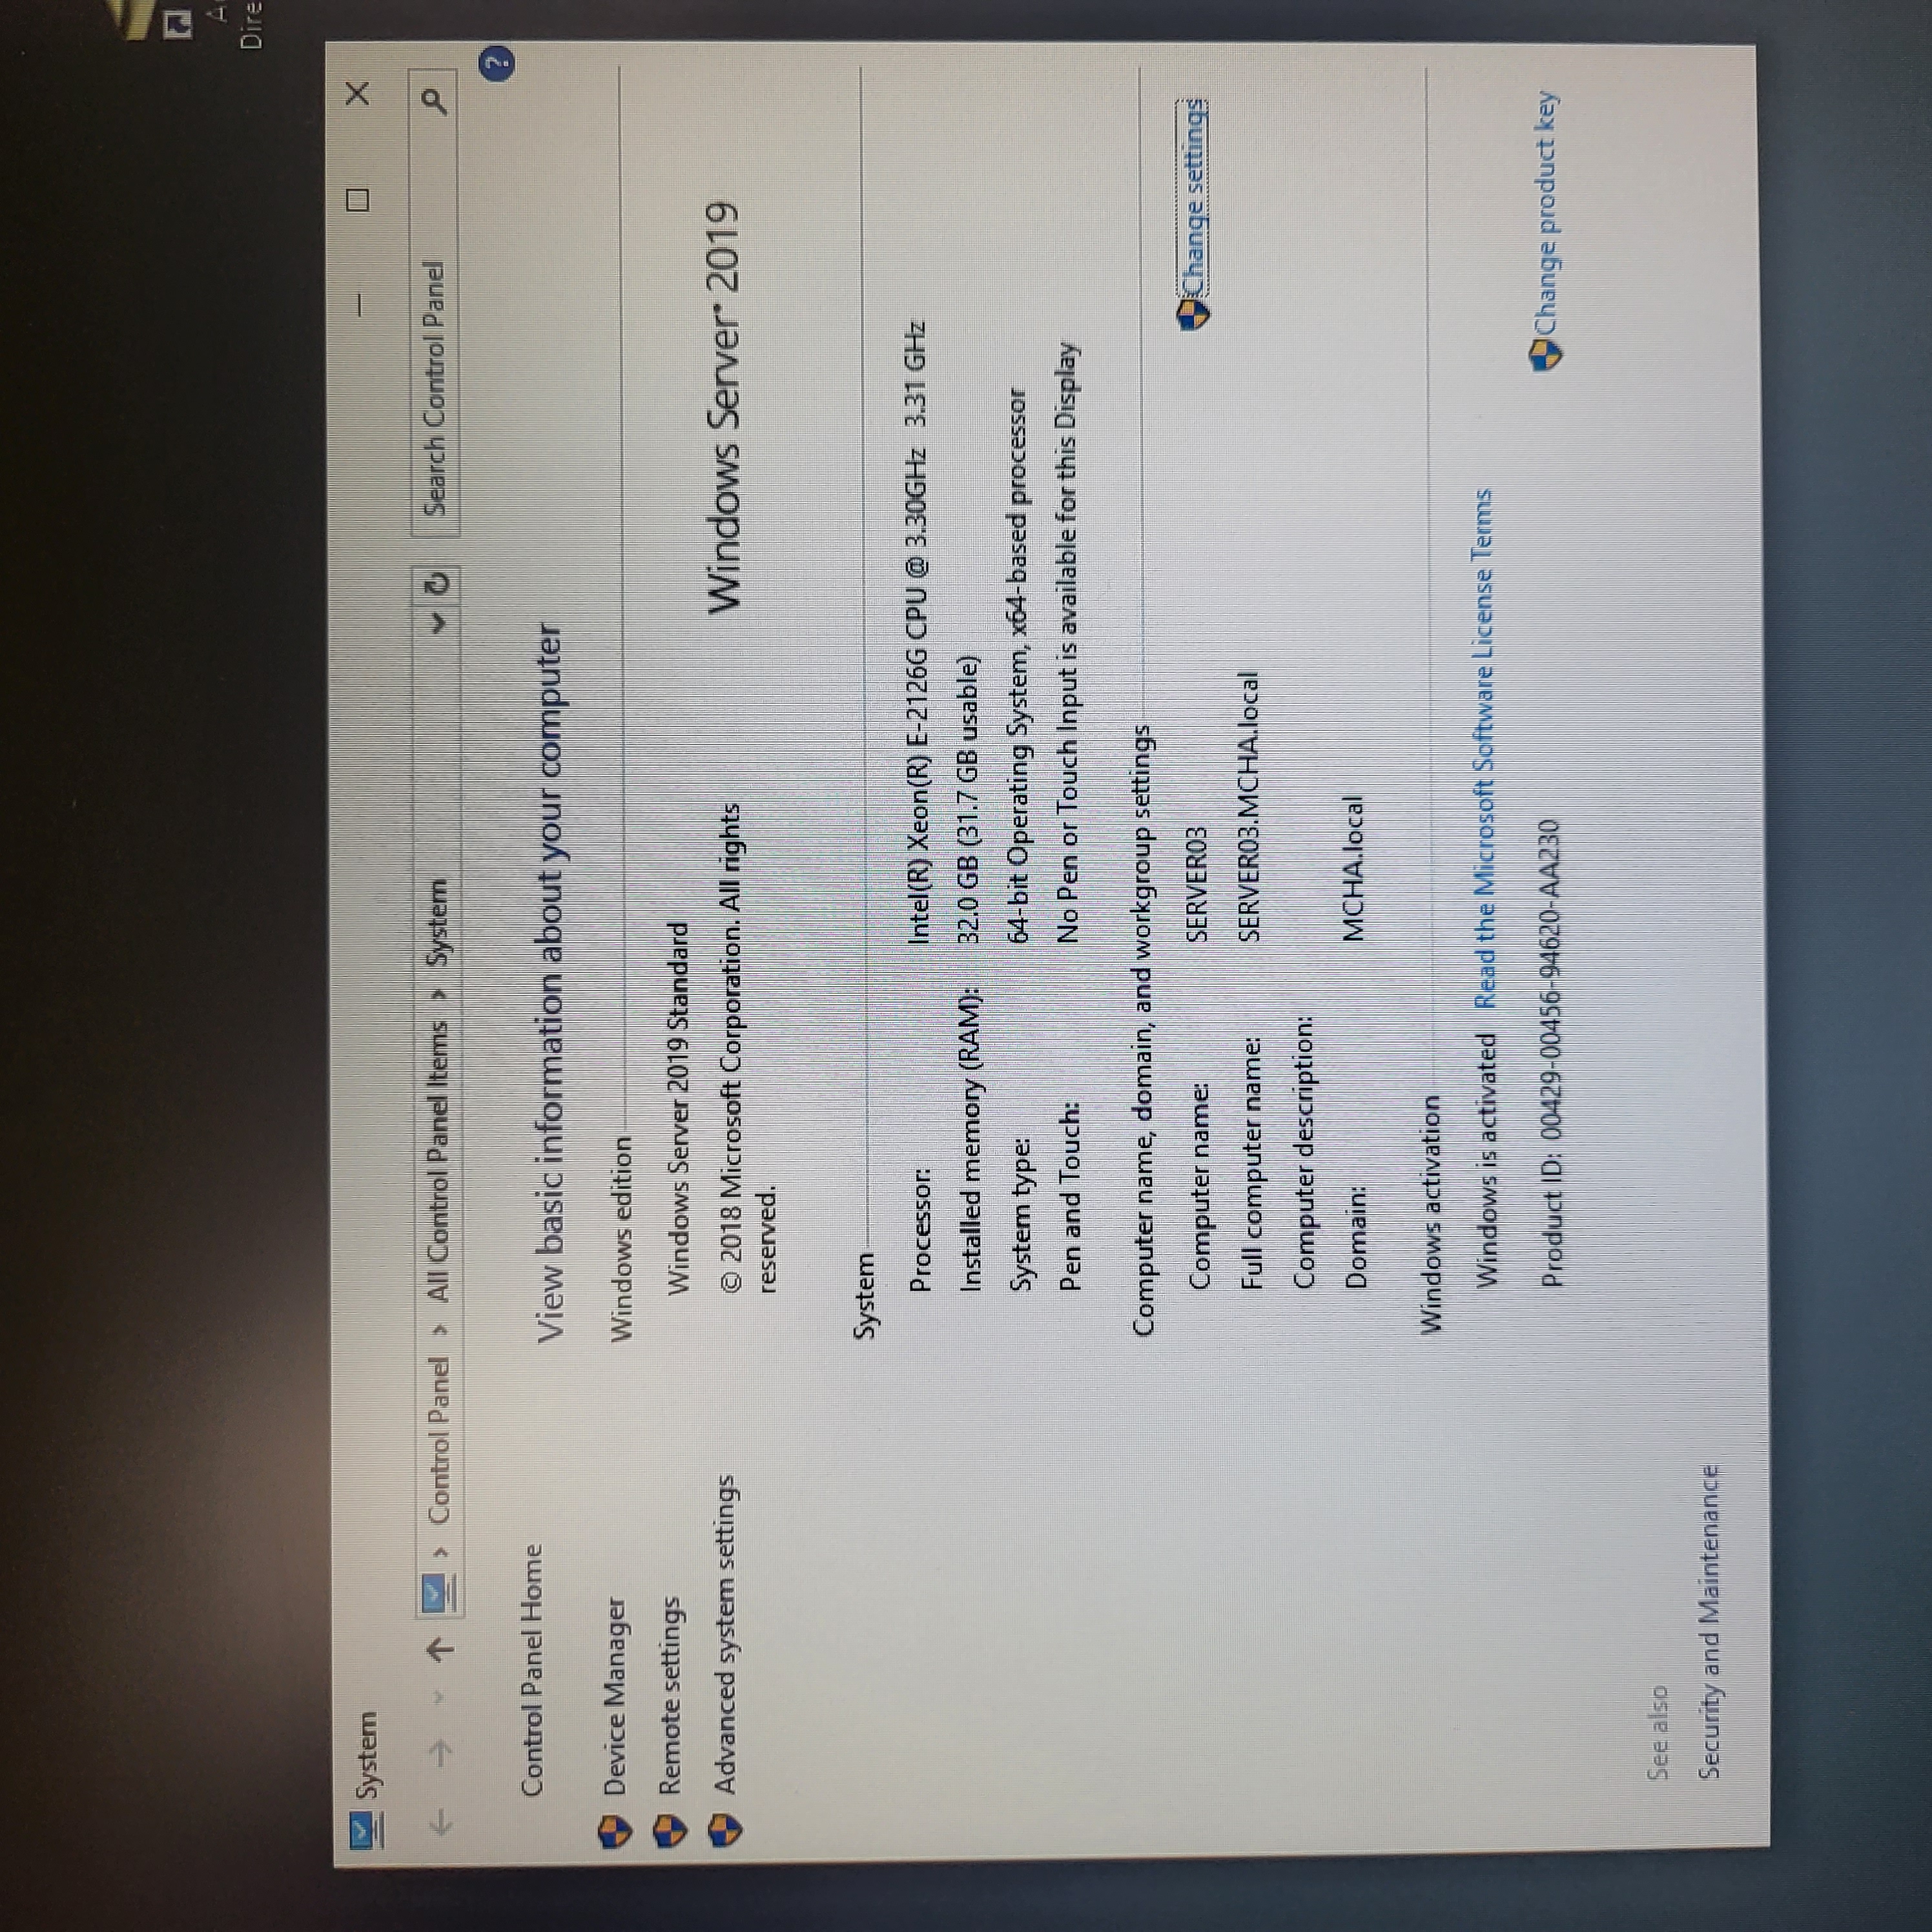 Dire
System
Control Panel > All Control Panel Items > System
Search Control Panel
?
Control Panel Home
Device Manager
Remote settings
Advanced system settings
View basic information about your computer
Windows edition
Windows Server 2019 Standard
© 2018 Microsoft Corporation. All rights
reserved.
Windows Server® 2019
System
Processor: Intel(R) Xeon(R) E-2126G CPU @ 3.30GHz 3.31 GHz
Installed memory (RAM): 32.0 GB (31.7 GB usable)
System type: 64-bit Operating System, x64-based processor
Pen and Touch: No Pen or Touch Input is available for this Display
Computer name, domain, and workgroup settings
Computer name: SERVER03
Change settings
Full computer name: SERVER03.MCHA.local
Computer description:
Domain: MCHA.local
Windows activation
Windows is activated Read the Microsoft Software License Terms
Product ID: 00429-00456-94620-AA230
Change product key
See also
Security and Maintenance